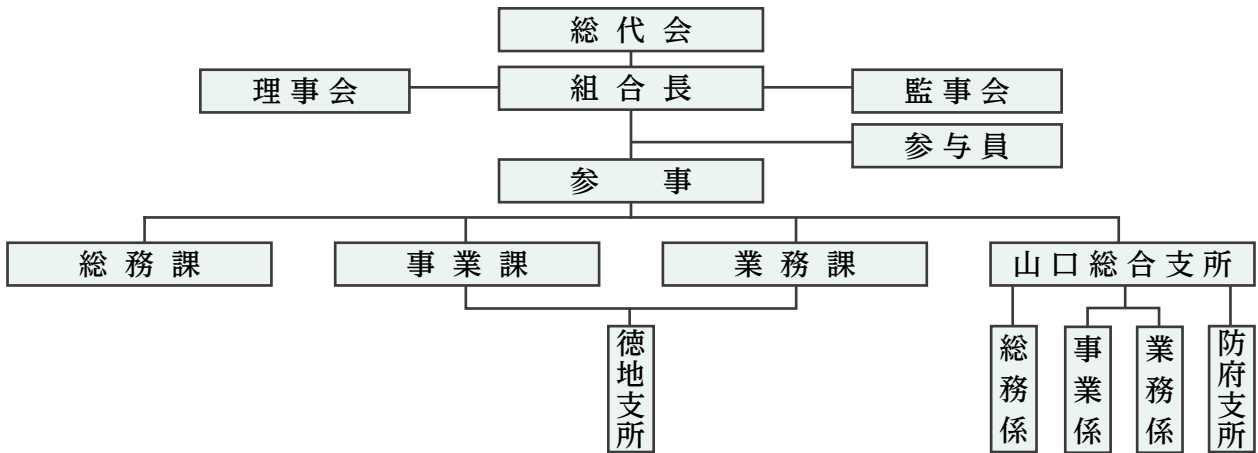 総代会
理事会
組合長
監事会
参与員
参事
総務課
事業課
業務課
山口総合支所
徳地支所
総務係
事業係
業務係
防府支所